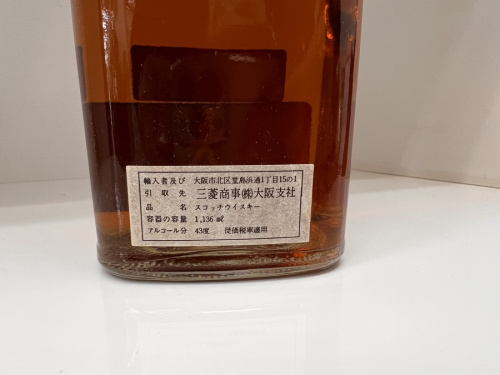 輸入者及び 大阪市北区堂島浜通1丁目15の1
引取先 三菱商事㈱大阪支社
品名 スコッチウイスキー
容器の容量 1,136 ㎖
アルコール分 43度 従価税率適用